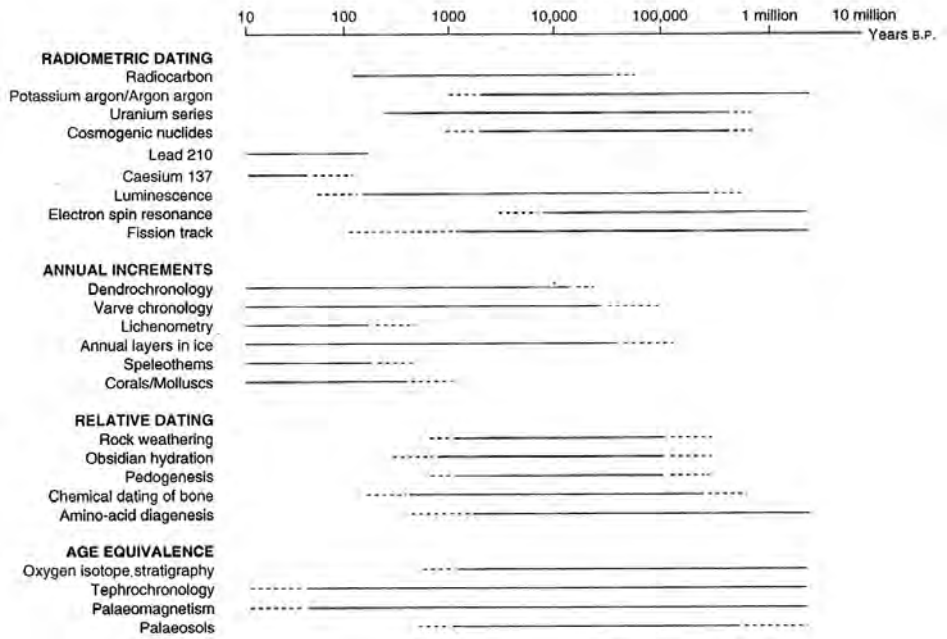 10 100 1000 10,000 100,000 1 million 10 million
Years B.P.
RADIOMETRIC DATING
Radiocarbon
Potassium argon/Argon argon
Uranium series
Cosmogenic nuclides
Lead 210
Caesium 137
Luminescence
Electron spin resonance
Fission track
ANNUAL INCREMENTS
Dendrochronology
Varve chronology
Lichenometry
Annual layers in ice
Speleothems
Corals/Molluscs
RELATIVE DATING
Rock weathering
Obsidian hydration
Pedogenesis
Chemical dating of bone
Amino-acid diagenesis
AGE EQUIVALENCE
Oxygen isotope stratigraphy
Tephrochronology
Palaeomagnetism
Palaeosols